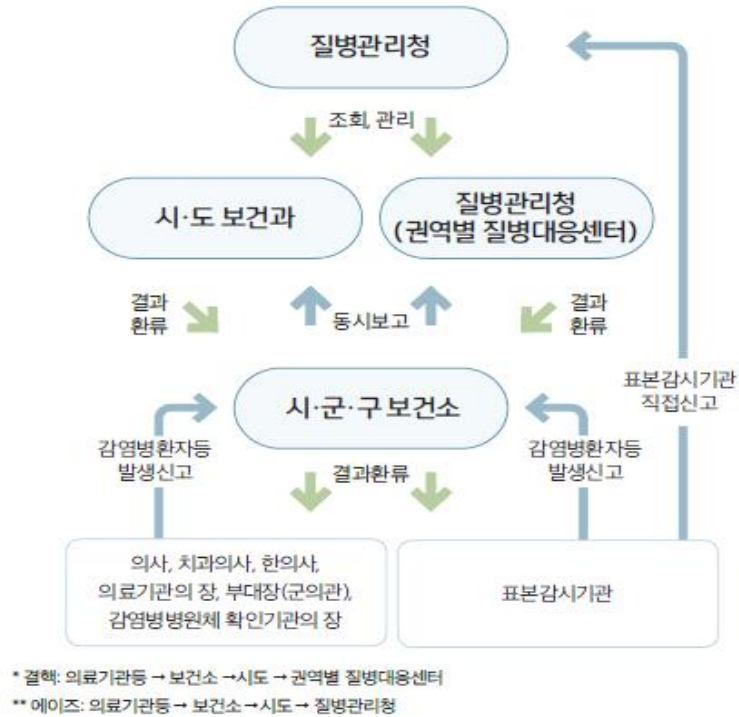 질병관리청
조회, 관리
시·도 보건과
질병관리청
(권역별 질병대응센터)
결과
환류
동시보고
결과
환류
표본감시기관
직접신고
시·군·구 보건소
감염병환자등
발생신고
감염병환자등
발생신고
결과환류
의사, 치과의사, 한의사,
의료기관의 장, 부대장(군의관),
감염병병원체 확인기관의 장
표본감시기관
* 결핵: 의료기관등 → 보건소 →시도 → 권역별 질병대응센터
** 에이즈: 의료기관등→ 보건소→시도→ 질병관리청